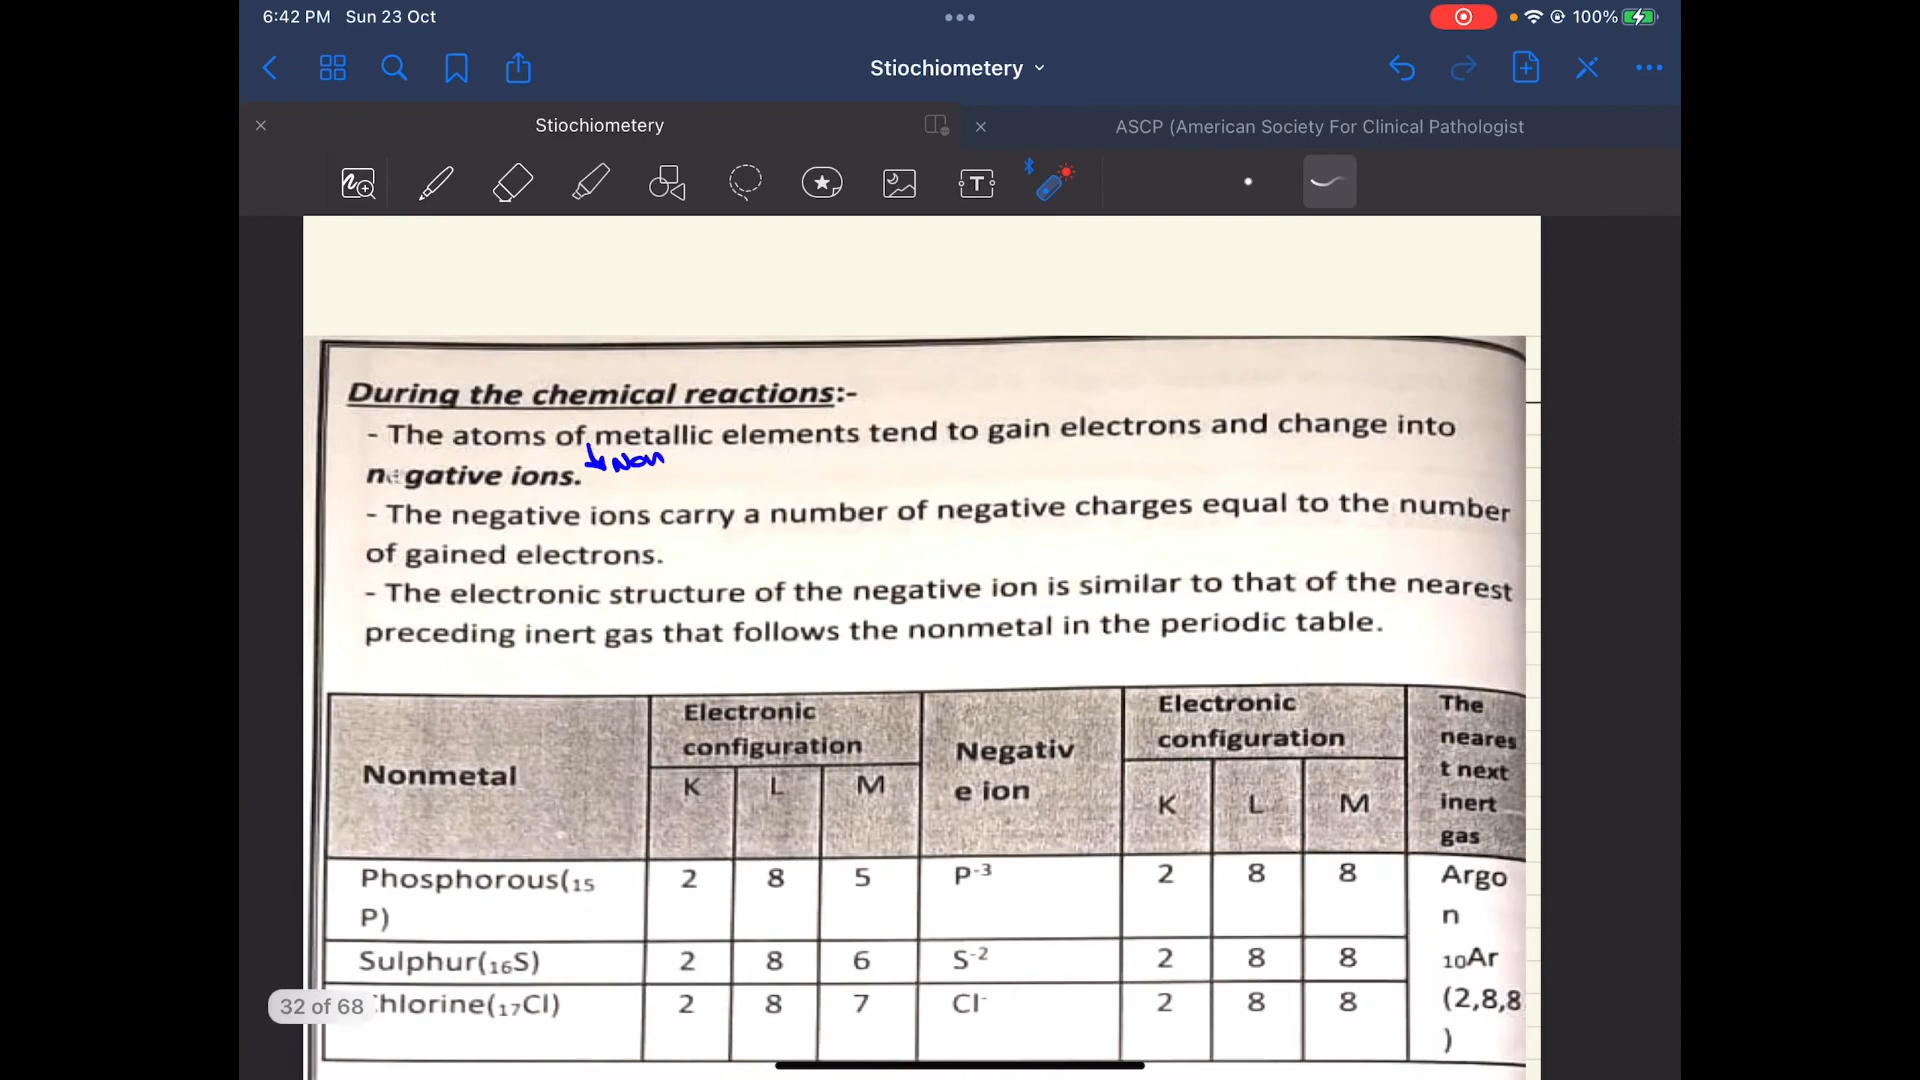 6:42 PM Sun 23 Oct
100%
Stiochiometery
Stiochiometery
ASCP (American Society For Clinical Pathologist
T
During the chemical reactions:-
- The atoms of metallic elements tend to gain electrons and change into
Non
negative ions.
- The negative ions carry a number of negative charges equal to the number
of gained electrons.
- The electronic structure of the negative ion is similar to that of the nearest
preceding inert gas that follows the nonmetal in the periodic table.
Nonmetal
Electronic
configuration
K L M
Negativ
e ion
Electronic
configuration
K L M
The
neares
t next
inert
gas
Phosphorous(₁₅
P)
2 8 5 P⁻³ 2 8 8
Sulphur(₁₆S) 2 8 6 S⁻² 2 8 8
hlorine(₁₇Cl) 2 8 7 Cl⁻ 2 8 8
Argo
n
₁₀Ar
(2,8,8
)
32 of 68